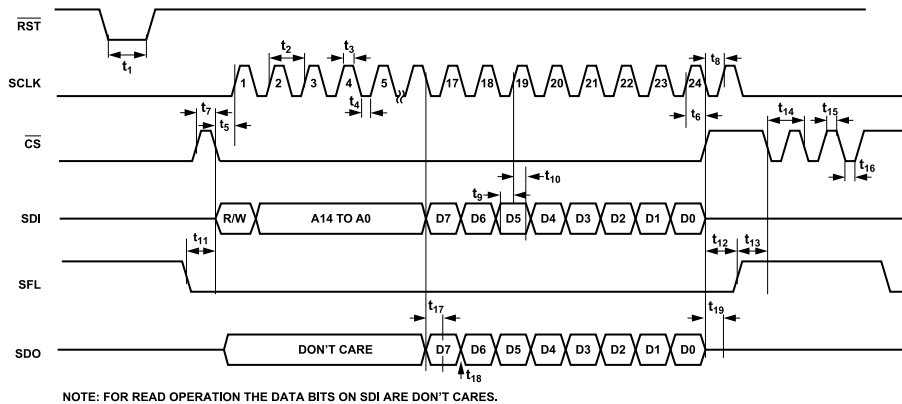 RST
t1
SCLK
1 2 3 4 5 17 18 19 20 21 22 23 24
t2 t3 t4 t8
t7 t5 t6 t14 t15
CS
t16
t9 t10
SDI
R/W A14 TO A0 D7 D6 D5 D4 D3 D2 D1 D0
t11 t12 t13
SFL
t17 t19
SDO
DON'T CARE D7 D6 D5 D4 D3 D2 D1 D0
t18
NOTE: FOR READ OPERATION THE DATA BITS ON SDI ARE DON'T CARES.